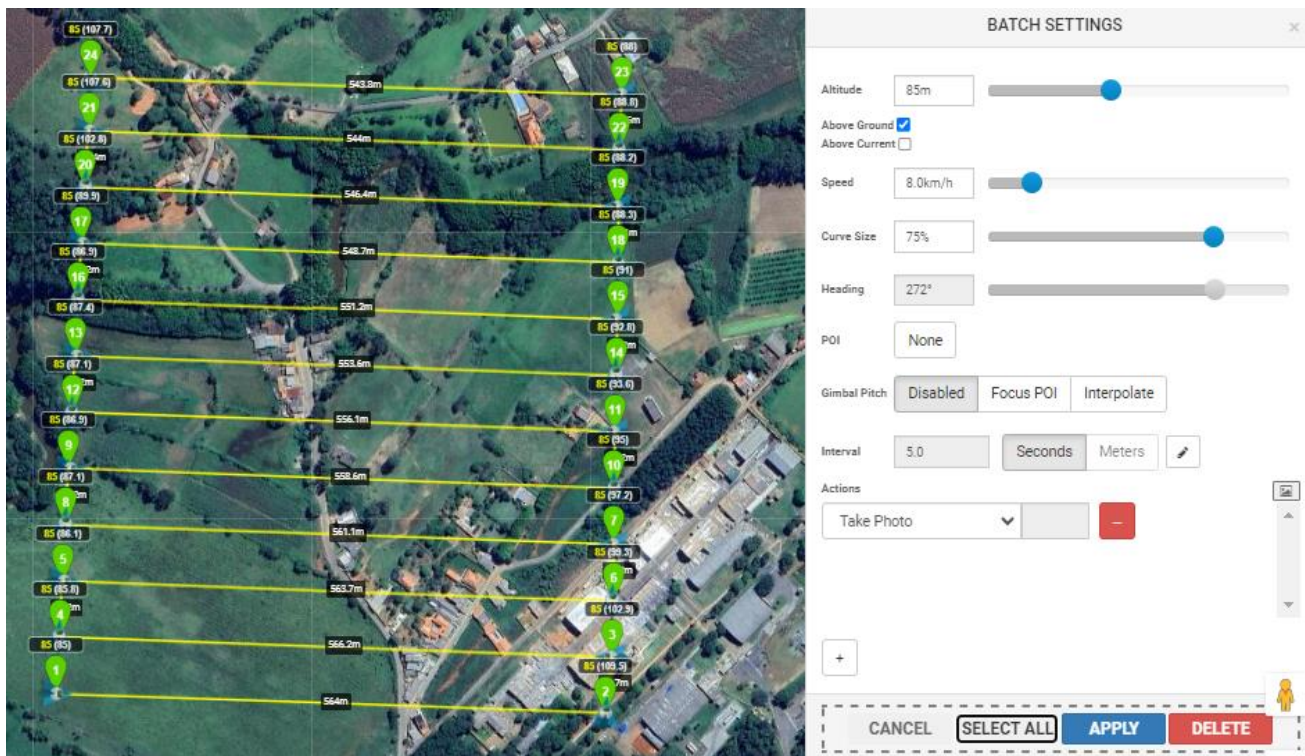 BATCH SETTINGS
×
Altitude
85m
Above Ground
Above Current
Speed
8.0km/h
Curve Size
75%
Heading
272°
POI
None
Gimbal Pitch
Disabled
Focus POI
Interpolate
Interval
5.0
Seconds
Meters
Actions
Take Photo
–
+
CANCEL
SELECT ALL
APPLY
DELETE
85 (107.7)
24
85 (88)
23
543.8m
85 (107.6)
21
85 (88.8)
22
544m
85 (102.8)
20
85 (88.2)
19
546.4m
85 (89.9)
17
85 (88.3)
18
548.7m
85 (86.9)
16
85 (91)
15
551.2m
85 (87.4)
13
85 (92.8)
14
553.6m
85 (87.1)
12
85 (93.6)
11
556.1m
85 (86.9)
9
85 (95)
10
558.6m
85 (87.1)
8
85 (97.2)
7
561.1m
85 (86.1)
5
85 (99.3)
6
563.7m
85 (85.8)
4
85 (102.9)
3
566.2m
85 (85)
1
85 (109.5)
2
564m